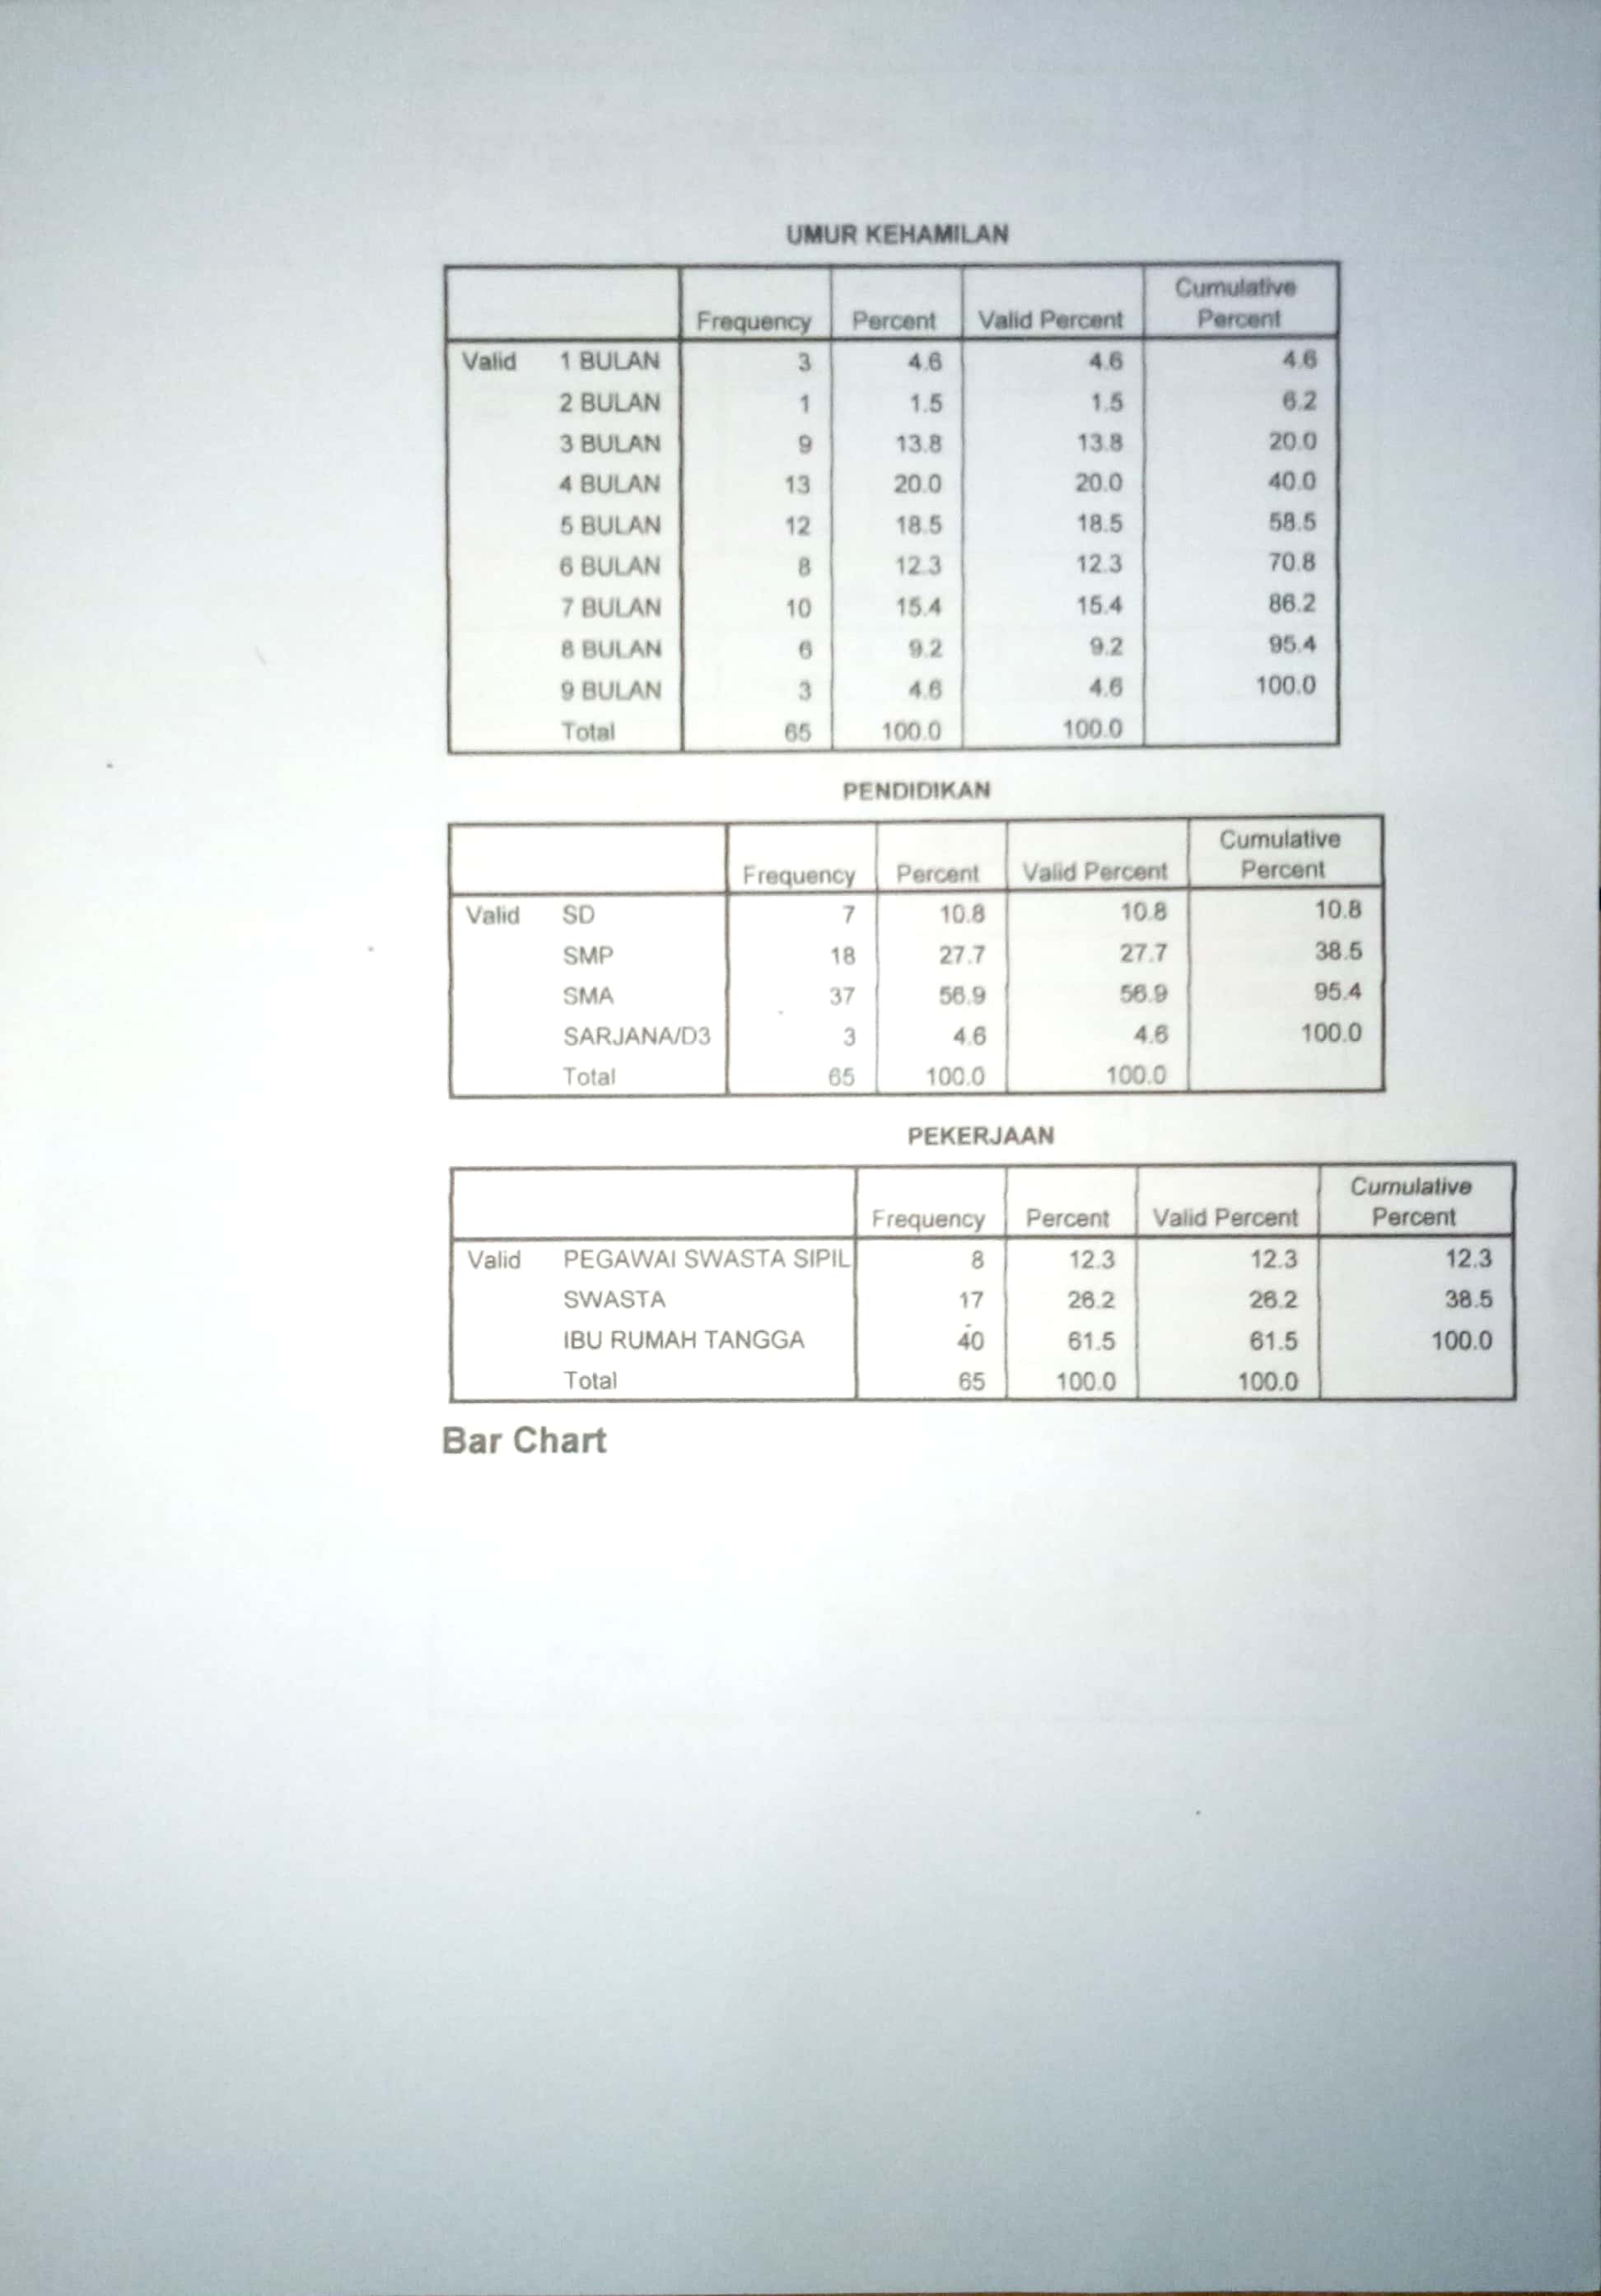 UMUR KEHAMILAN
Frequency Percent Valid Percent Cumulative Percent
Valid 1 BULAN 3 4.6 4.6 4.6
2 BULAN 1 1.5 1.5 6.2
3 BULAN 9 13.8 13.8 20.0
4 BULAN 13 20.0 20.0 40.0
5 BULAN 12 18.5 18.5 58.5
6 BULAN 8 12.3 12.3 70.8
7 BULAN 10 15.4 15.4 86.2
8 BULAN 6 9.2 9.2 95.4
9 BULAN 3 4.6 4.6 100.0
Total 65 100.0 100.0
PENDIDIKAN
Frequency Percent Valid Percent Cumulative Percent
Valid SD 7 10.8 10.8 10.8
SMP 18 27.7 27.7 38.5
SMA 37 56.9 56.9 95.4
SARJANA/D3 3 4.6 4.6 100.0
Total 65 100.0 100.0
PEKERJAAN
Frequency Percent Valid Percent Cumulative Percent
Valid PEGAWAI SWASTA SIPIL 8 12.3 12.3 12.3
SWASTA 17 26.2 26.2 38.5
IBU RUMAH TANGGA 40 61.5 61.5 100.0
Total 65 100.0 100.0
Bar Chart